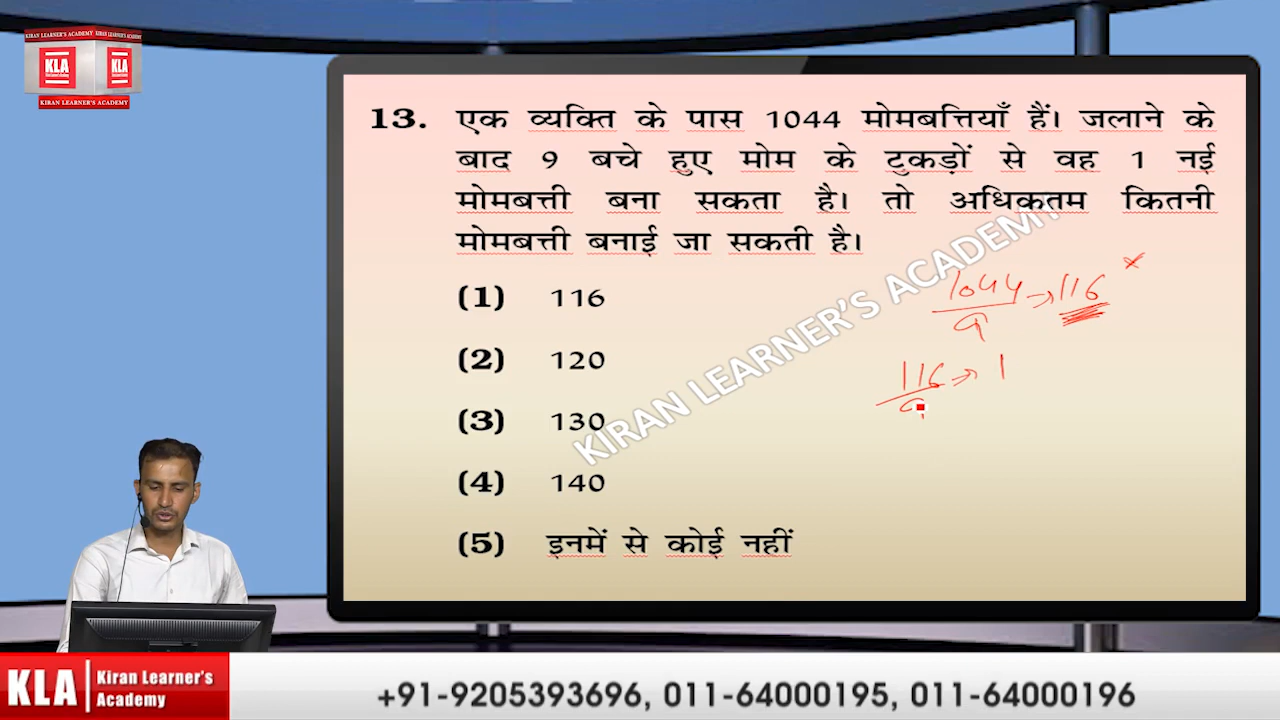 KIRAN LEARNER'S ACADEMY
KIRAN LEARNER'S ACADEMY
KLA
KLA
KIRAN LEARNER'S ACADEMY
13. एक व्यक्ति के पास 1044 मोमबत्तियाँ हैं। जलाने के
बाद 9 बचे हुए मोम के टुकड़ों से वह 1 नई
मोमबत्ती बना सकता है। तो अधिकतम कितनी
मोमबत्ती बनाई जा सकती है।
(1) 116
(2) 120
(3) 130
(4) 140
(5) इनमें से कोई नहीं
KIRAN LEARNER'S ACADEMY
1044/9 → 116 ×
116/9 → 1
KLA Kiran Learner's
Academy
+91-9205393696, 011-64000195, 011-64000196